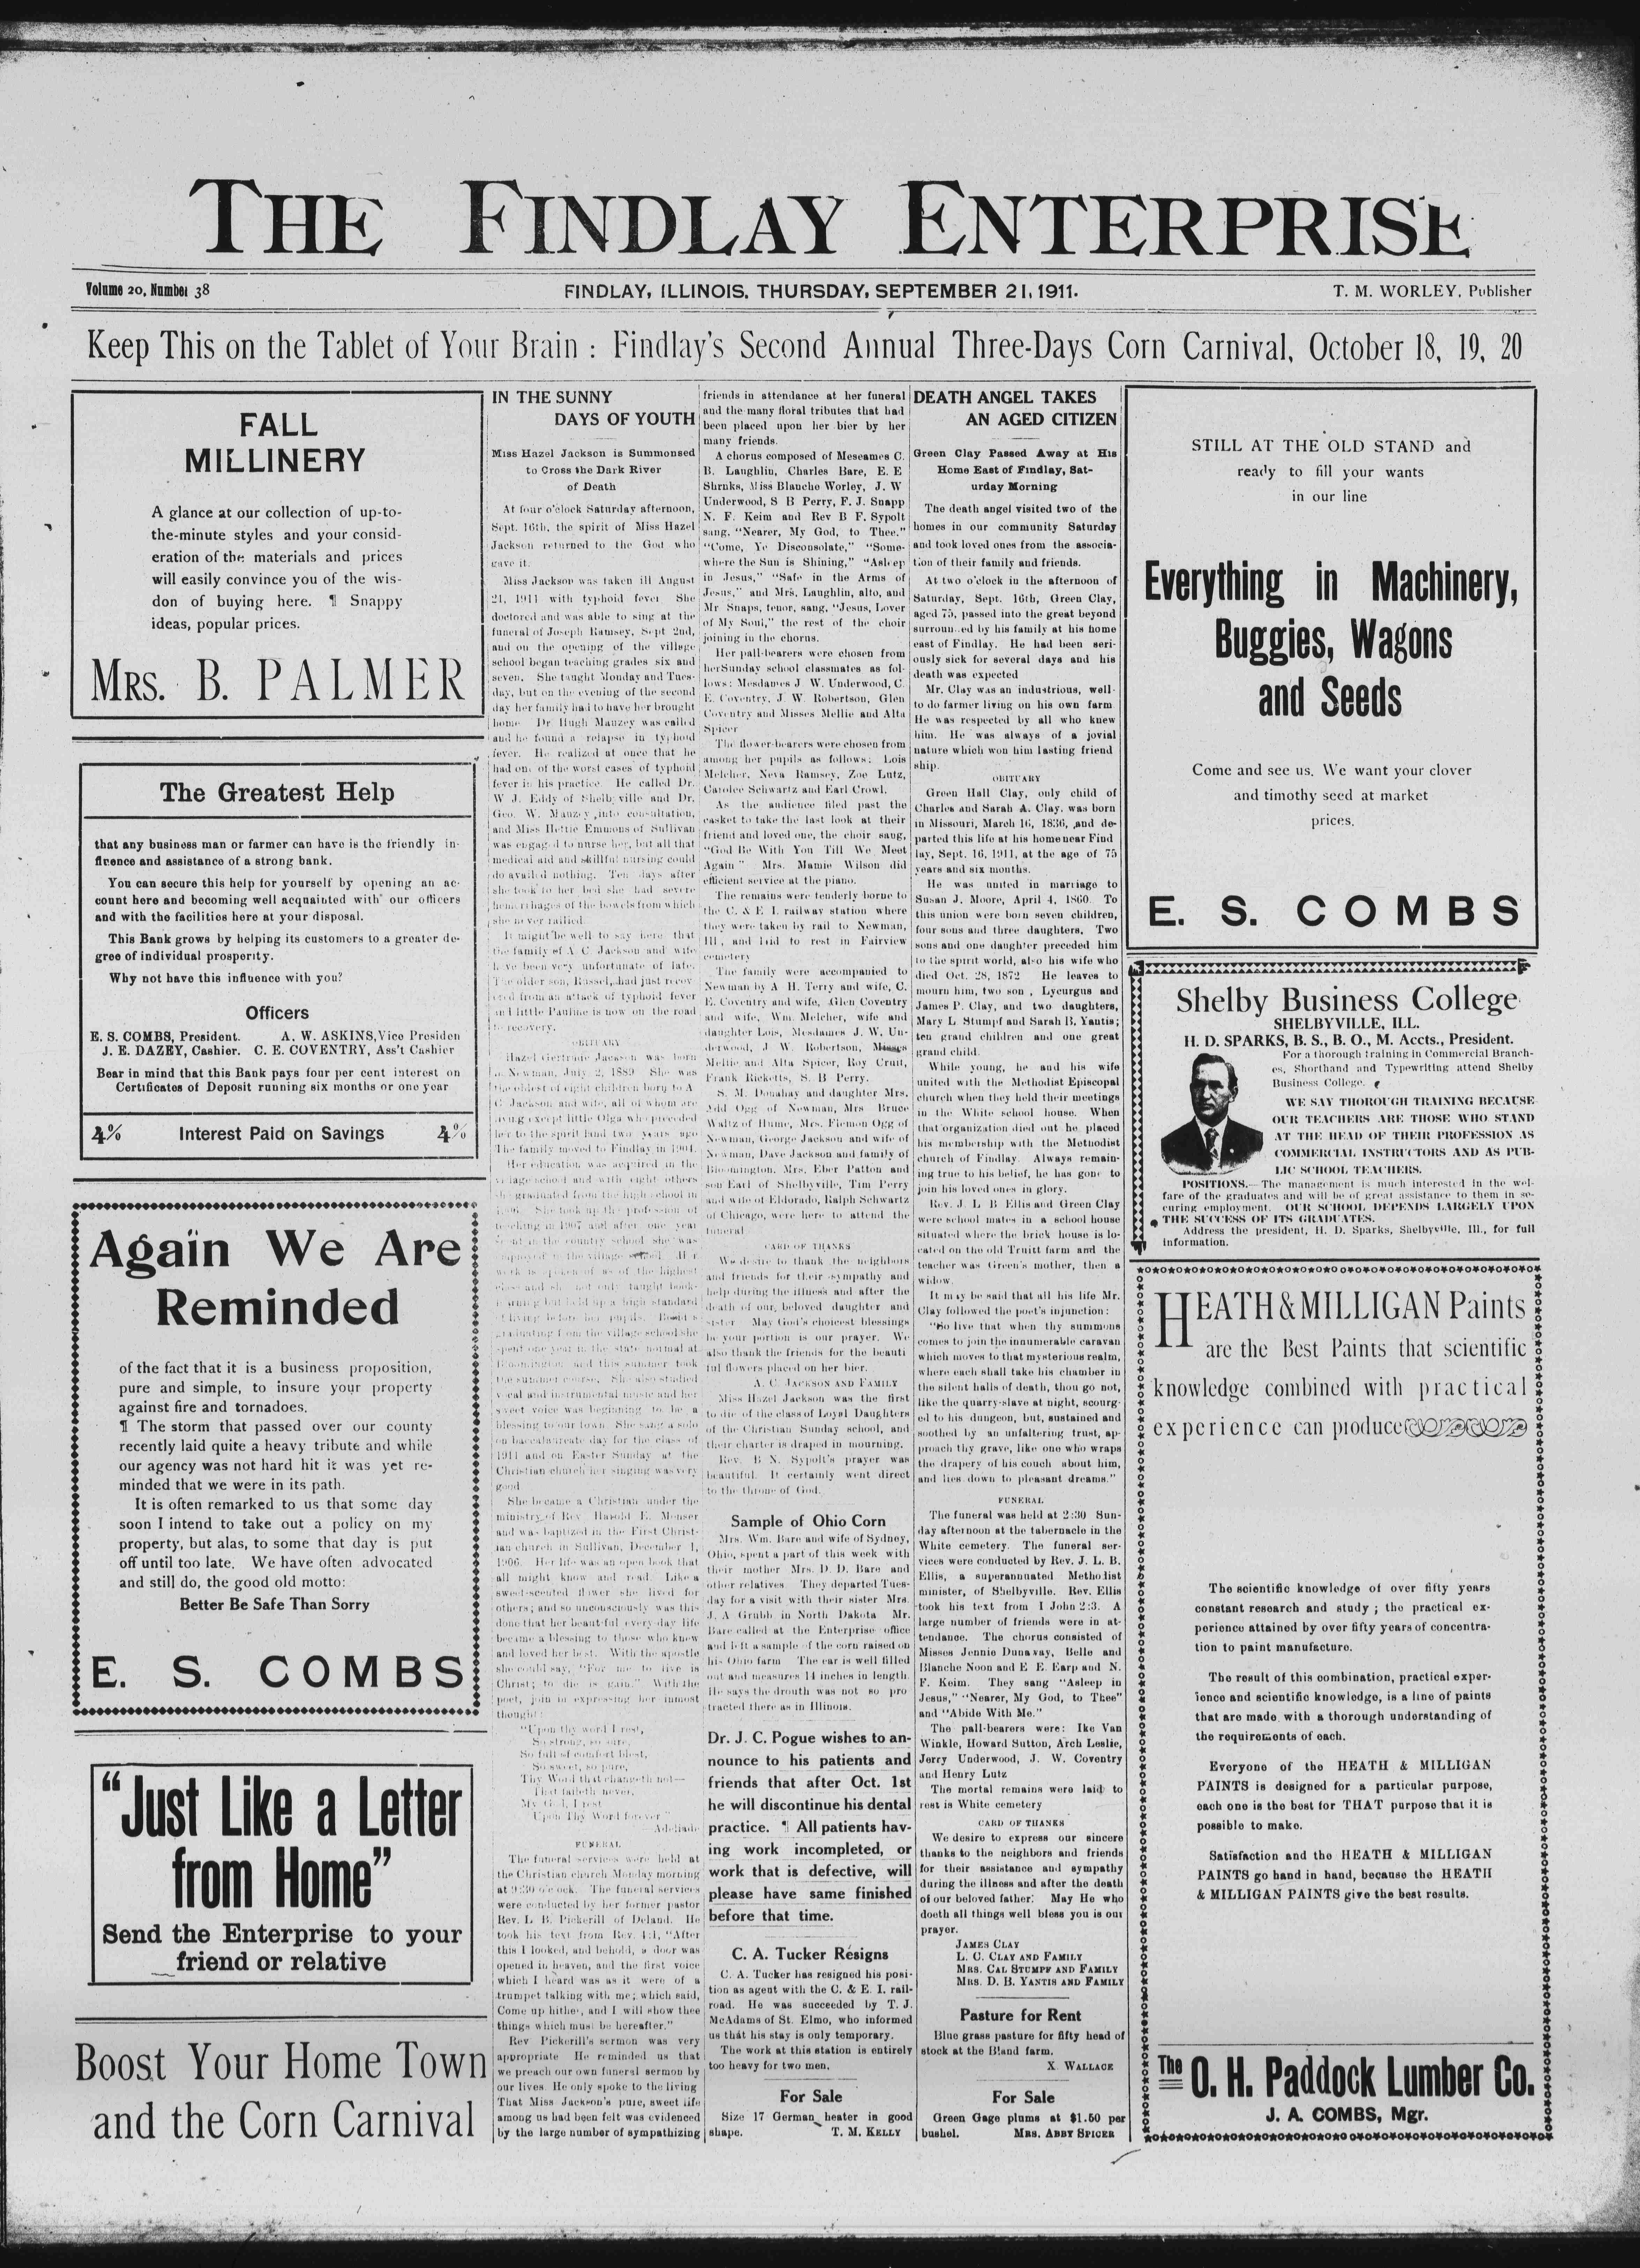 THE FINDLAY ENTERPRISE
Volume 20, Number 38
FINDLAY, ILLINOIS, THURSDAY, SEPTEMBER 21, 1911.
T. M. WORLEY, Publisher
Keep This on the Tablet of Your Brain : Findlay's Second Annual Three-Days Corn Carnival, October 18, 19, 20
FALL
MILLINERY
A glance at our collection of up-to-
the-minute styles and your consid-
eration of the materials and prices
will easily convince you of the wis-
don of buying here. ¶ Snappy
ideas, popular prices.
MRS. B. PALMER
The Greatest Help
that any business man or farmer can have is the friendly in-
fluence and assistance of a strong bank.
You can secure this help for yourself by opening an ac-
count here and becoming well acquainted with our officers
and with the facilities here at your disposal.
This Bank grows by helping its customers to a greater de-
gree of individual prosperity.
Why not have this influence with you?
Officers
E. S. COMBS, President. A. W. ASKINS, Vice Presiden
J. E. DAZEY, Cashier. C. E. COVENTRY, Ass't Cashier
Bear in mind that this Bank pays four per cent interest on
Certificates of Deposit running six months or one year
4% Interest Paid on Savings 4%
Again We Are
Reminded
of the fact that it is a business proposition,
pure and simple, to insure your property
against fire and tornadoes.
¶ The storm that passed over our county
recently laid quite a heavy tribute and while
our agency was not hard hit it was yet re-
minded that we were in its path.
It is often remarked to us that some day
soon I intend to take out a policy on my
property, but alas, to some that day is put
off until too late. We have often advocated
and still do, the good old motto:
Better Be Safe Than Sorry
E. S. COMBS
"Just Like a Letter
from Home"
Send the Enterprise to your
friend or relative
Boost Your Home Town
and the Corn Carnival
IN THE SUNNY
DAYS OF YOUTH
Miss Hazel Jackson is Summonsed
to Cross the Dark River
of Death
At four o'clock Saturday afternoon,
Sept. 16th, the spirit of Miss Hazel
Jackson returned to the God who
gave it.
Miss Jackson was taken ill August
21, 1911 with typhoid fever She
doctored and was able to sing at the
funeral of Joseph Ramsey, Sept 2nd,
and on the opening of the village
school began teaching grades six and
seven. She taught Monday and Tues-
day, but on the evening of the second
day her family had to have her brought
home Dr. Hugh Mauzey was called
and he found a relapse in typhoid
fever. He realized at once that he
had one of the worst cases of typhoid
fever in his practice. He called Dr.
W J. Eddy of Shelbyville and Dr.
Geo. W. Mauzey into consultation,
and Miss Hettie Emmons of Sullivan
was engaged to nurse her, but all that
medical aid and skillful nursing could
do availed nothing. Ten days after
she took to her bed she had severe
hemorrhages of the bowels from which
she never rallied
It might be well to say here that
the family of A. C. Jackson and wife
have been very unfortunate of late.
The older son, Russel, had just recov
ered from an attack of typhoid fever
and little Pauline is now on the road
to recovery.
OBITUARY
Hazel Gertrude Jackson was born
in Newman, July 2, 1889 She was
the oldest of eight children born to A
C Jackson and wife, all of whom are
living except little Olga who preceded
her to the spirit land two years ago
The family moved to Findlay in 1901.
Her education was acquired in the
village school and with eight others
she graduated from the high school in
1906. She took up the profession of
teaching in 1907 and after one year
spent in the country school she was
employed in the village school. Her
work is spoken of as of the highest
class and she not only taught book-
learning but held up a high standard
of living before her pupils.
graduating from the village school she
spent one year in the state normal at
Bloomington and this summer took
the summer course. She also studied
vocal and instrumental music and her
sweet voice was beginning to be a
blessing to our town. She sang a solo
on baccalaureate day for the class of
1911 and on Easter Sunday at the
Christian church her singing was very
good
She became a Christian under the
ministry of Rev Harold E. Monser
and was baptized in the First Christ-
ian church in Sullivan, December 1,
1906. Her life was an open book that
all might know and read. Like a
sweet-scented flower she lived for
others; and so unconsciously was this
done that her beautiful every day life
became a blessing to those who knew
and loved her best. With the apostle
she could say, "For me to live is
Christ; to die is gain." With the
poet, join in expressing her inmost
thought:
"Upon thy word I rest,
So strong, so sure,
So full of comfort blest,
So sweet, so pure,
Thy Word that changeth not—
That faileth never,
My God, I rest
Upon Thy Word forever"
Adeliade
FUNERAL
The funeral services were held at
the Christian church Monday morning
at 9:30 o'clock. The funeral services
were conducted by her former pastor
Rev. L B. Pickerill of Deland. He
took his text from Rev. 4:1, "After
this I looked, and behold, a door was
opened in heaven, and the first voice
which I heard was as it were of a
trumpet talking with me; which said,
Come up hither, and I will show thee
things which must be hereafter."
Rev Pickerill's sermon was very
appropriate He reminded us that
we preach our own funeral sermon by
our lives. He only spoke to the living
That Miss Jackson's pure, sweet life
among us had been felt was evidenced
by the large number of sympathizing
friends in attendance at her funeral
and the many floral tributes that had
been placed upon her bier by her
many friends.
A chorus composed of Meseames C.
B. Laughlin, Charles Bare, E. E
Shruks, Miss Blanche Worley, J. W
Underwood, S B Perry, F. J. Snapp
N. F. Keim and Rev B F. Sypolt
sang, "Nearer, My God, to Thee."
"Come, Ye Disconsolate," "Some-
where the Sun is Shining," "Asleep
in Jesus," "Safe in the Arms of
Jesus," and Mrs, Laughlin, alto, and
Mr Snaps, tenor, sang, "Jesus, Lover
of My Soul," the rest of the choir
joining in the chorus.
Her pall-bearers were chosen from
herSunday school classmates as fol-
lows: Mesdames J W. Underwood, C.
E. Coventry, J. W Robertson, Glen
Coventry and Misses Mellie and Alta
Spicer
The flower-bearers were chosen from
among her pupils as follows: Lois
Melcher, Neva Ramsey, Zoe Lutz,
Carolee Schwartz and Earl Crowl.
As the audience filed past the
casket to take the last look at their
friend and loved one, the choir sang,
"God Be With You Till We Meet
Again" Mrs. Mamie Wilson did
efficient service at the piano.
The remains were tenderly borne to
the C. & E I. railway station where
they were taken by rail to Newman,
Ill, and laid to rest in Fairview
cemetery
The family were accompanied to
Newman by A H. Terry and wife, C.
E. Coventry and wife, Glen Coventry
and wife, Wm. Melcher, wife and
daughter Lois, Mesdames J. W. Un-
derwood, J W. Robertson, Misses
Mellie and Alta Spicer, Roy Cruit,
Frank Ricketts, S. B Perry.
S. M. Donahay and daughter Mrs.
Add Ogg of Newman, Mrs Bruce
Waltz of Hume, Mrs. Flemon Ogg of
Newman, George Jackson and wife of
Newman, Dave Jackson and family of
Bloomington, Mrs. Eber Patton and
son Earl of Shelbyville, Tim Perry
and wife of Eldorado, Ralph Schwartz
of Chicago, were here to attend the
funeral
CARD OF THANKS
We desire to thank the neighbors
and friends for their sympathy and
help during the illness and after the
death of our beloved daughter and
sister May God's choicest blessings
be your portion is our prayer. We
also thank the friends for the beauti
ful flowers placed on her bier.
A. C. JACKSON AND FAMILY
Miss Hazel Jackson was the first
to die of the class of Loyal Daughters
of the Christian Sunday school, and
their charter is draped in mourning.
Rev. B N. Sypolt's prayer was
beautiful. It certainly went direct
to the throne of God.
Sample of Ohio Corn
Mrs. Wm. Bare and wife of Sydney,
Ohio, spent a part of this week with
their mother Mrs. D. D. Bare and
other relatives They departed Tues-
day for a visit with their sister Mrs.
J. A Grubb in North Dakota Mr.
Bare called at the Enterprise office
and left a sample of the corn raised on
his Ohio farm The ear is well filled
out and measures 14 inches in length.
He says the drouth was not so pro
tracted there as in Illinois.
Dr. J. C. Pogue wishes to an-
nounce to his patients and
friends that after Oct. 1st
he will discontinue his dental
practice. ¶ All patients hav-
ing work incompleted, or
work that is defective, will
please have same finished
before that time.
C. A. Tucker Resigns
C. A. Tucker has resigned his posi-
tion as agent with the C. & E. I. rail-
road. He was succeeded by T. J.
McAdams of St. Elmo, who informed
us that his stay is only temporary.
The work at this station is entirely
too heavy for two men.
For Sale
Size 17 German heater in good
shape. T. M. KELLY
DEATH ANGEL TAKES
AN AGED CITIZEN
Green Clay Passed Away at His
Home East of Findlay, Sat-
urday Morning
The death angel visited two of the
homes in our community Saturday
and took loved ones from the associa-
tion of their family and friends.
At two o'clock in the afternoon of
Saturday, Sept. 16th, Green Clay,
aged 75, passed into the great beyond
surroun ed by his family at his home
east of Findlay. He had been seri-
ously sick for several days and his
death was expected
Mr. Clay was an industrious, well-
to do farmer living on his own farm
He was respected by all who knew
him. He was always of a jovial
nature which won him lasting friend
ship.
OBITUARY
Green Hall Clay, only child of
Charles and Sarah A. Clay, was born
in Missouri, March 16, 1836, and de-
parted this life at his home near Find
lay, Sept. 16, 1911, at the age of 75
years and six months.
He was united in marriage to
Susan J. Moore, April 4, 1860. To
this union were born seven children,
four sons and three daughters. Two
sons and one daughter preceded him
to the spirit world, also his wife who
died Oct. 28, 1872 He leaves to
mourn him, two son , Lycurgus and
James P. Clay, and two daughters,
Mary L Stumpf and Sarah B. Yantis;
ten grand children and one great
grand child.
While young, he and his wife
united with the Methodist Episcopal
church when they held their meetings
in the White school house. When
that organization died out he placed
his membership with the Methodist
church of Findlay. Always remain-
ing true to his belief, he has gone to
join his loved ones in glory.
Rev. J. L B Ellis and Green Clay
were school mates in a school house
situated where the brick house is lo-
cated on the old Truitt farm and the
teacher was Green's mother, then a
widow.
It may be said that all his life Mr.
Clay followed the poet's injunction:
"So live that when thy summons
comes to join the innumerable caravan
which moves to that mysterious realm,
where each shall take his chamber in
the silent halls of death, thou go not,
like the quarry-slave at night, scourg-
ed to his dungeon, but, sustained and
soothed by an unfaltering trust, ap-
proach thy grave, like one who wraps
the drapery of his couch about him,
and lies down to pleasant dreams."
FUNERAL
The funeral was held at 2:30 Sun-
day afternoon at the tabernacle in the
White cemetery. The funeral ser-
vices were conducted by Rev. J. L. B.
Ellis, a superannuated Methodist
minister, of Shelbyville. Rev. Ellis
took his text from I John 2:3. A
large number of friends were in at-
tendance. The chorus consisted of
Misses Jennie Dunavay, Belle and
Blanche Noon and E E. Earp and N.
F. Keim. They sang "Asleep in
Jesus," "Nearer, My God, to Thee"
and "Abide With Me."
The pall-bearers were: Ike Van
Winkle, Howard Sutton, Arch Leslie,
Jerry Underwood, J. W. Coventry
and Henry Lutz
The mortal remains were laid to
rest in White cemetery
CARD OF THANKS
We desire to express our sincere
thanks to the neighbors and friends
for their assistance and sympathy
during the illness and after the death
of our beloved father. May He who
doeth all things well bless you is our
prayer.
JAMES CLAY
L. C. CLAY AND FAMILY
MRS. CAL STUMPF AND FAMILY
MRS. D. B. YANTIS AND FAMILY
Pasture for Rent
Blue grass pasture for fifty head of
stock at the Bland farm.
X. WALLACE
For Sale
Green Gage plums at $1.50 per
bushel. MRS. ABBY SPICER
STILL AT THE OLD STAND and
ready to fill your wants
in our line
Everything in Machinery,
Buggies, Wagons
and Seeds
Come and see us. We want your clover
and timothy seed at market
prices.
E. S. COMBS
Shelby Business College
SHELBYVILLE, ILL.
H. D. SPARKS, B. S., B. O., M. Accts., President.
For a thorough training in Commercial Branch-
es, Shorthand and Typewriting attend Shelby
Business College.
WE SAY THOROUGH TRAINING BECAUSE
OUR TEACHERS ARE THOSE WHO STAND
AT THE HEAD OF THEIR PROFESSION AS
COMMERCIAL INSTRUCTORS AND AS PUB-
LIC SCHOOL TEACHERS.
POSITIONS.—The management is much interested in the wel-
fare of the graduates and will be of great assistance to them in se-
curing employment. OUR SCHOOL DEPENDS LARGELY UPON
THE SUCCESS OF ITS GRADUATES.
Address the president, H. D. Sparks, Shelbyville, Ill., for full
information.
HEATH & MILLIGAN Paints
are the Best Paints that scientific
knowledge combined with practical
experience can produce
The scientific knowledge of over fifty years
constant research and study ; the practical ex-
perience attained by over fifty years of concentra-
tion to paint manufacture.
The result of this combination, practical exper-
ience and scientific knowledge, is a line of paints
that are made with a thorough understanding of
the requirements of each.
Everyone of the HEATH & MILLIGAN
PAINTS is designed for a particular purpose,
each one is the best for THAT purpose that it is
possible to make.
Satisfaction and the HEATH & MILLIGAN
PAINTS go hand in hand, because the HEATH
& MILLIGAN PAINTS give the best results.
The O. H. Paddock Lumber Co.
J. A. COMBS, Mgr.